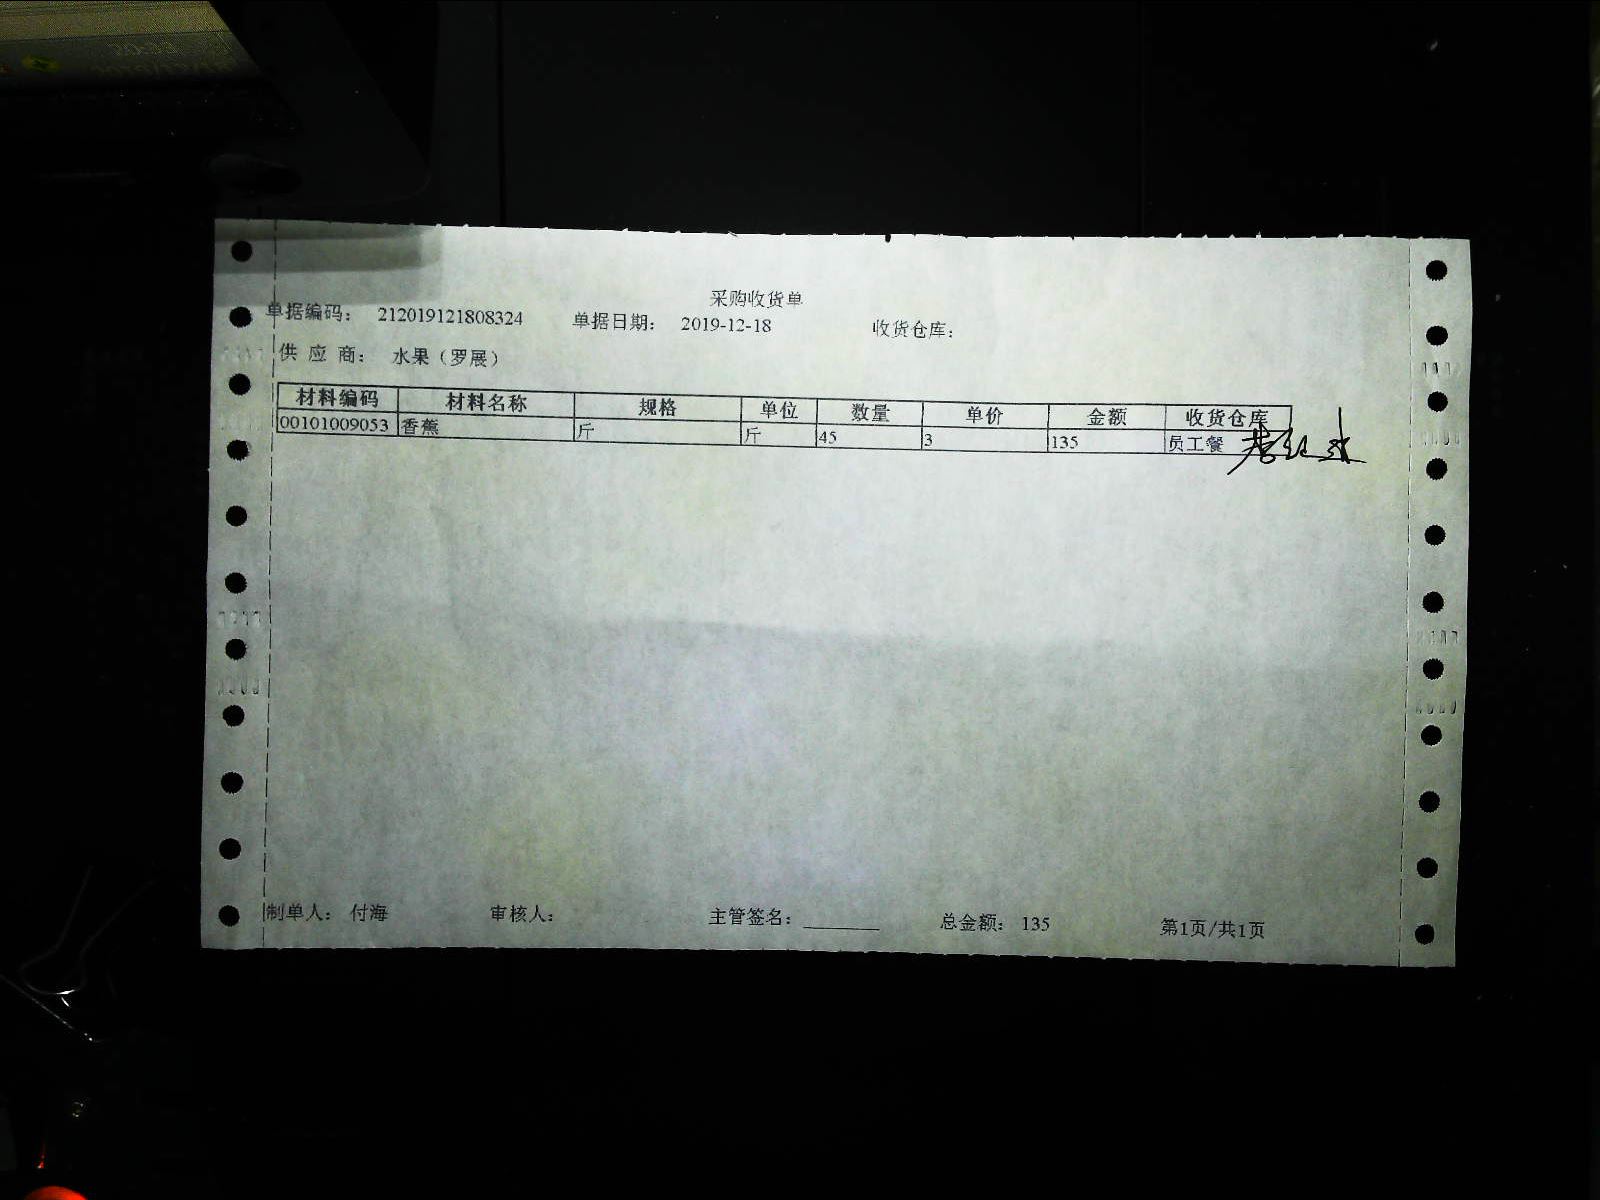 采购收货单
单据编码： 212019121808324 单据日期： 2019-12-18 收货仓库：
供 应 商： 水果（罗展）
材料编码 材料名称 规格 单位 数量 单价 金额 收货仓库
00101009053 香蕉 斤 斤 45 3 135 员工餐
制单人： 付海 审核人： 主管签名： ________ 总金额： 135 第1页/共1页